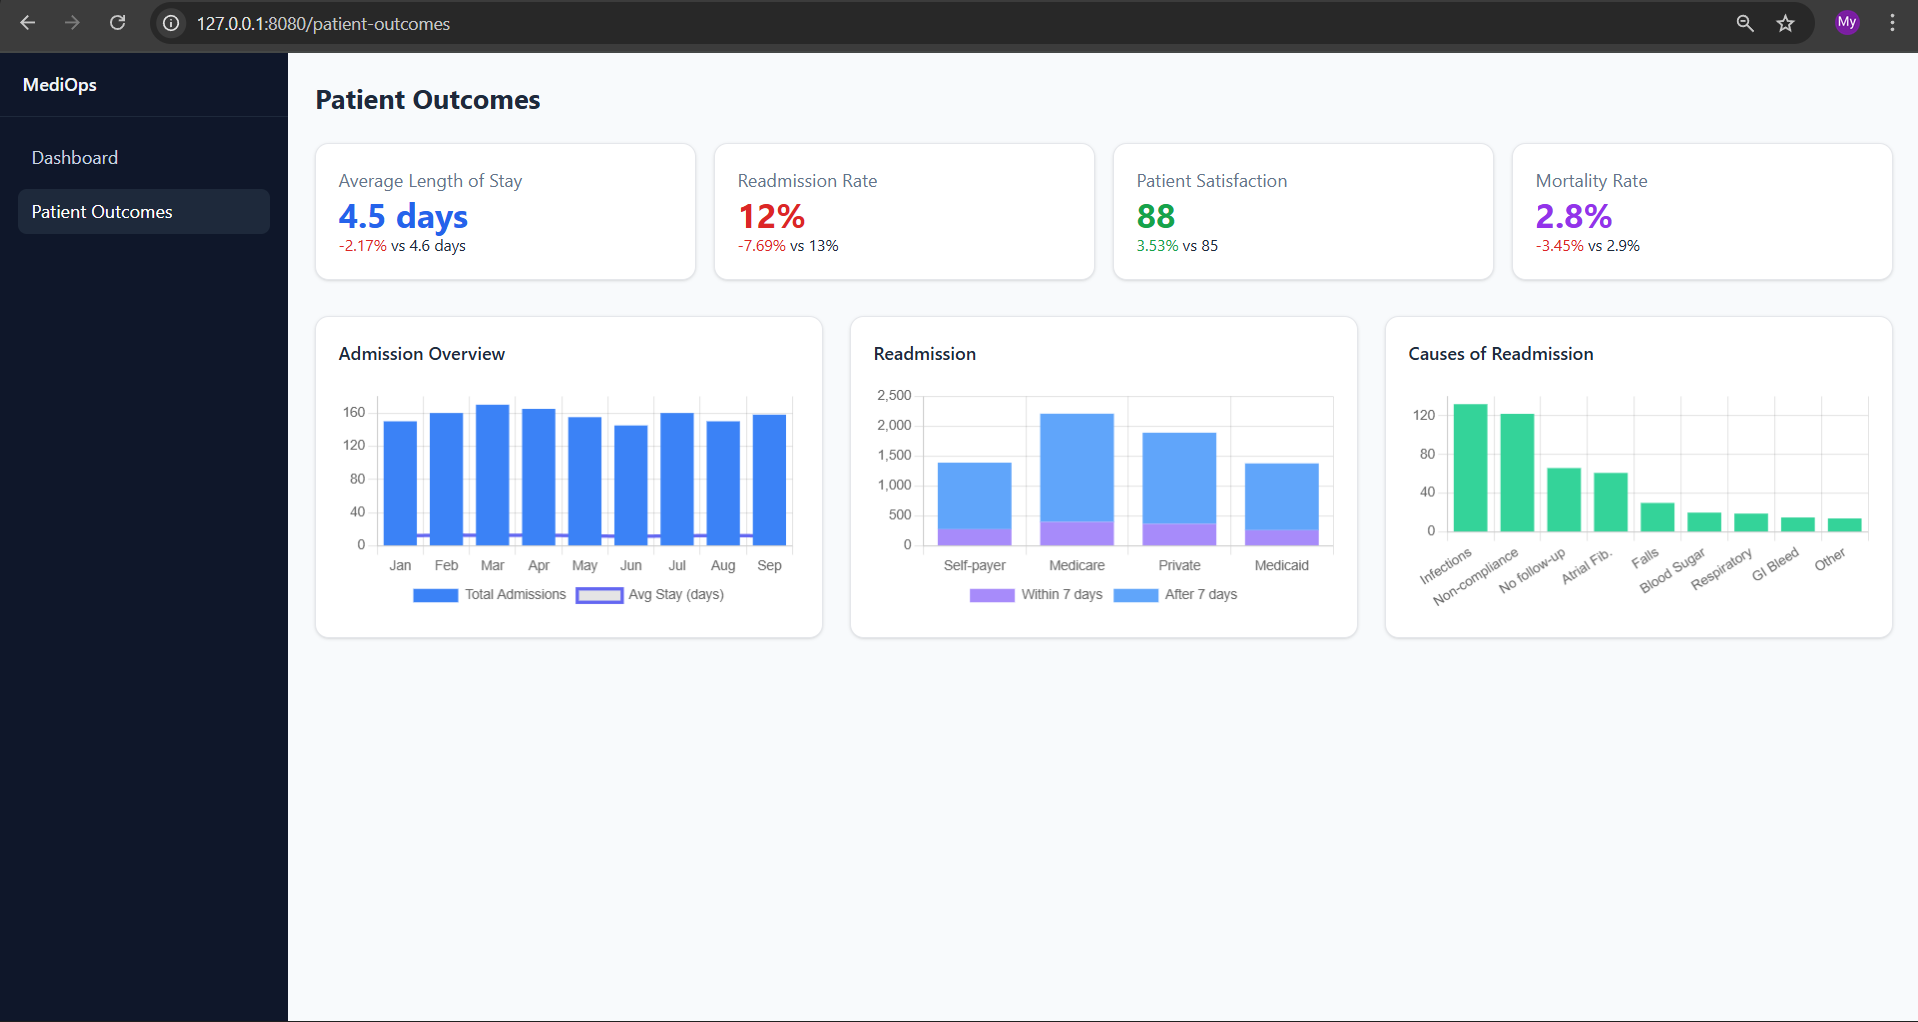 127.0.0.1:8080/patient-outcomes
My
MediOps
Dashboard
Patient Outcomes
Patient Outcomes
Average Length of Stay
4.5 days
-2.17% vs 4.6 days
Readmission Rate
12%
-7.69% vs 13%
Patient Satisfaction
88
3.53% vs 85
Mortality Rate
2.8%
-3.45% vs 2.9%
Admission Overview
160
120
80
40
0
Jan Feb Mar Apr May Jun Jul Aug Sep
Total Admissions Avg Stay (days)
Readmission
2,500
2,000
1,500
1,000
500
0
Self-payer Medicare Private Medicaid
Within 7 days After 7 days
Causes of Readmission
120
80
40
0
Infections Non-compliance No follow-up Atrial Fib. Falls Blood Sugar Respiratory GI Bleed Other